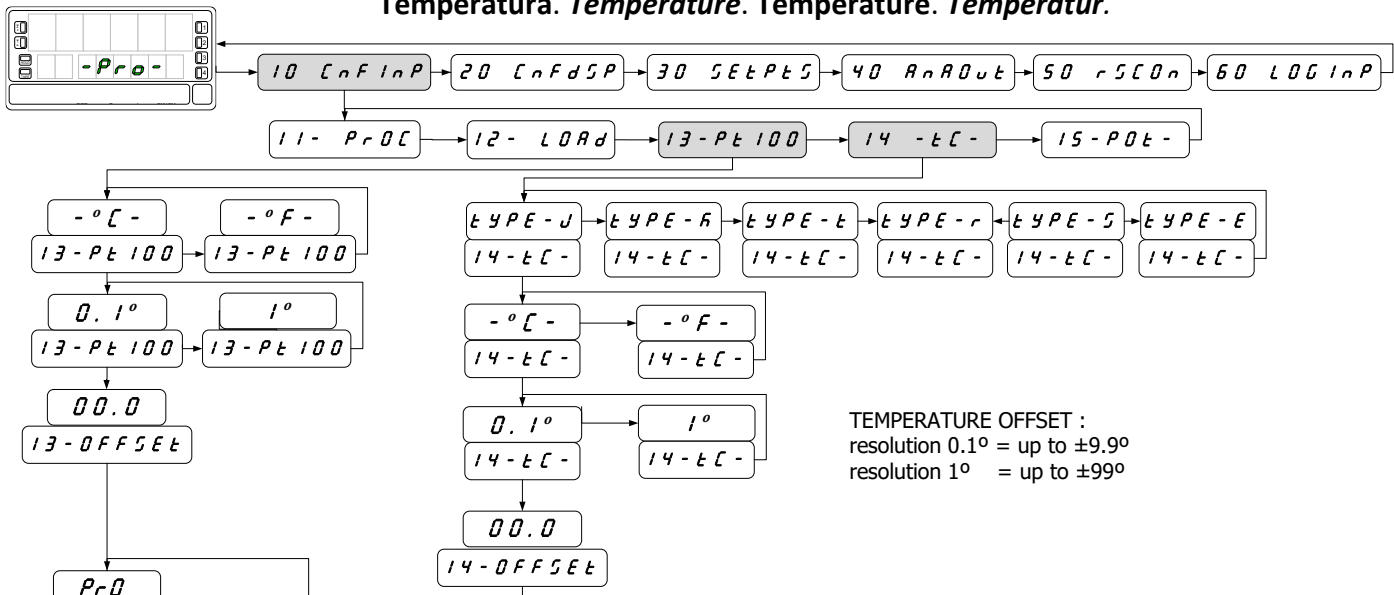 Temperatura. Temperature. Temperature. Temperatur.
-Pro-
10 CnFInP 20 CnFdSP 30 SEtPtS 40 AnAOut 50 rSCOn 60 LOGInP
11- PrOC 12- LOAd 13-Pt100 14 -tC- 15-POt-
-ºC- -ºF-
13-Pt100 13-Pt100
0.1º 1º
13-Pt100 13-Pt100
00.0
13-OFFSEt
PrO
tYPE-J tYPE-K tYPE-t tYPE-r tYPE-S tYPE-E
14-tC- 14-tC- 14-tC- 14-tC- 14-tC- 14-tC-
-ºC- -ºF-
14-tC- 14-tC-
0.1º 1º
14-tC- 14-tC-
00.0
14-OFFSEt
TEMPERATURE OFFSET :
resolution 0.1º = up to ±9.9º
resolution 1º = up to ±99º